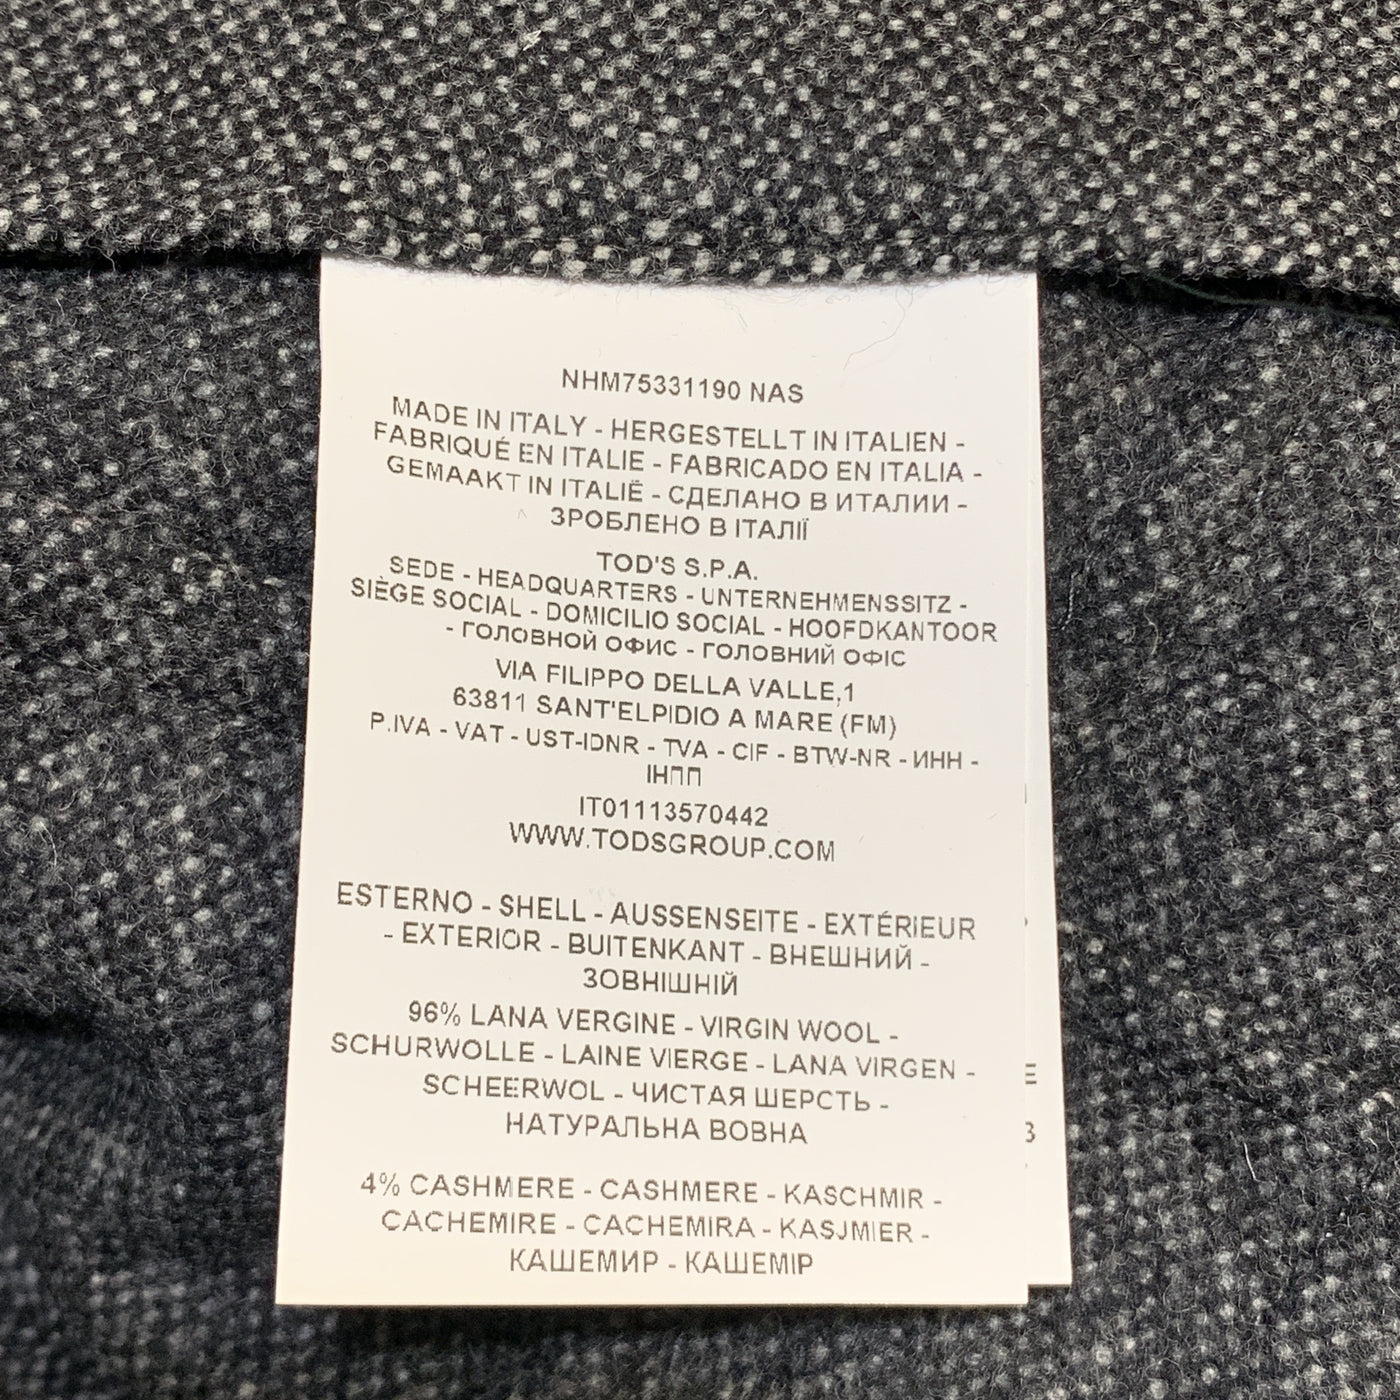 NHM75331190 NAS
MADE IN ITALY - HERGESTELLT IN ITALIEN -
FABRIQUÉ EN ITALIE - FABRICADO EN ITALIA -
GEMAAKT IN ITALIË - СДЕЛАНО В ИТАЛИИ -
ЗРОБЛЕНО В ІТАЛІЇ
TOD'S S.P.A.
SEDE - HEADQUARTERS - UNTERNEHMENSSITZ -
SIÈGE SOCIAL - DOMICILIO SOCIAL - HOOFDKANTOOR
- ГОЛОВНОЙ ОФИС - ГОЛОВНИЙ ОФІС
VIA FILIPPO DELLA VALLE,1
63811 SANT'ELPIDIO A MARE (FM)
P.IVA - VAT - UST-IDNR - TVA - CIF - BTW-NR - ИНН -
ІНПП
IT01113570442
WWW.TODSGROUP.COM
ESTERNO - SHELL - AUSSENSEITE - EXTÉRIEUR
- EXTERIOR - BUITENKANT - ВНЕШНИЙ -
ЗОВНІШНІЙ
96% LANA VERGINE - VIRGIN WOOL -
SCHURWOLLE - LAINE VIERGE - LANA VIRGEN -
SCHEERWOL - ЧИСТАЯ ШЕРСТЬ -
НАТУРАЛЬНА ВОВНА
4% CASHMERE - CASHMERE - KASCHMIR -
CACHEMIRE - CACHEMIRA - KASJMIER -
КАШЕМИР - КАШЕМІР